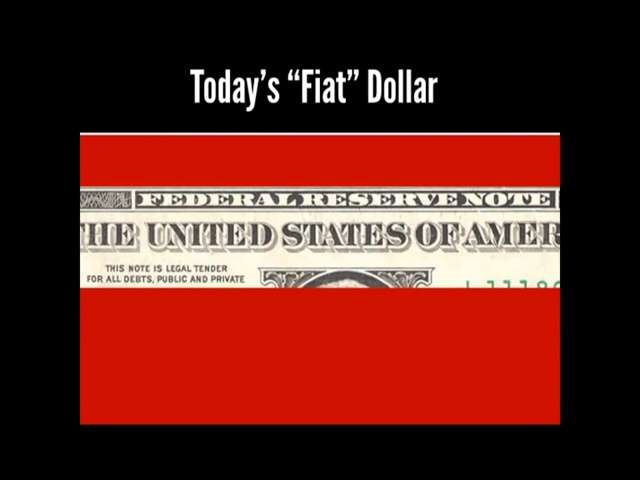 Today's “Fiat” Dollar
FEDERAL RESERVE NOTE
HE UNITED STATES OF AMER
THIS NOTE IS LEGAL TENDER
FOR ALL DEBTS, PUBLIC AND PRIVATE